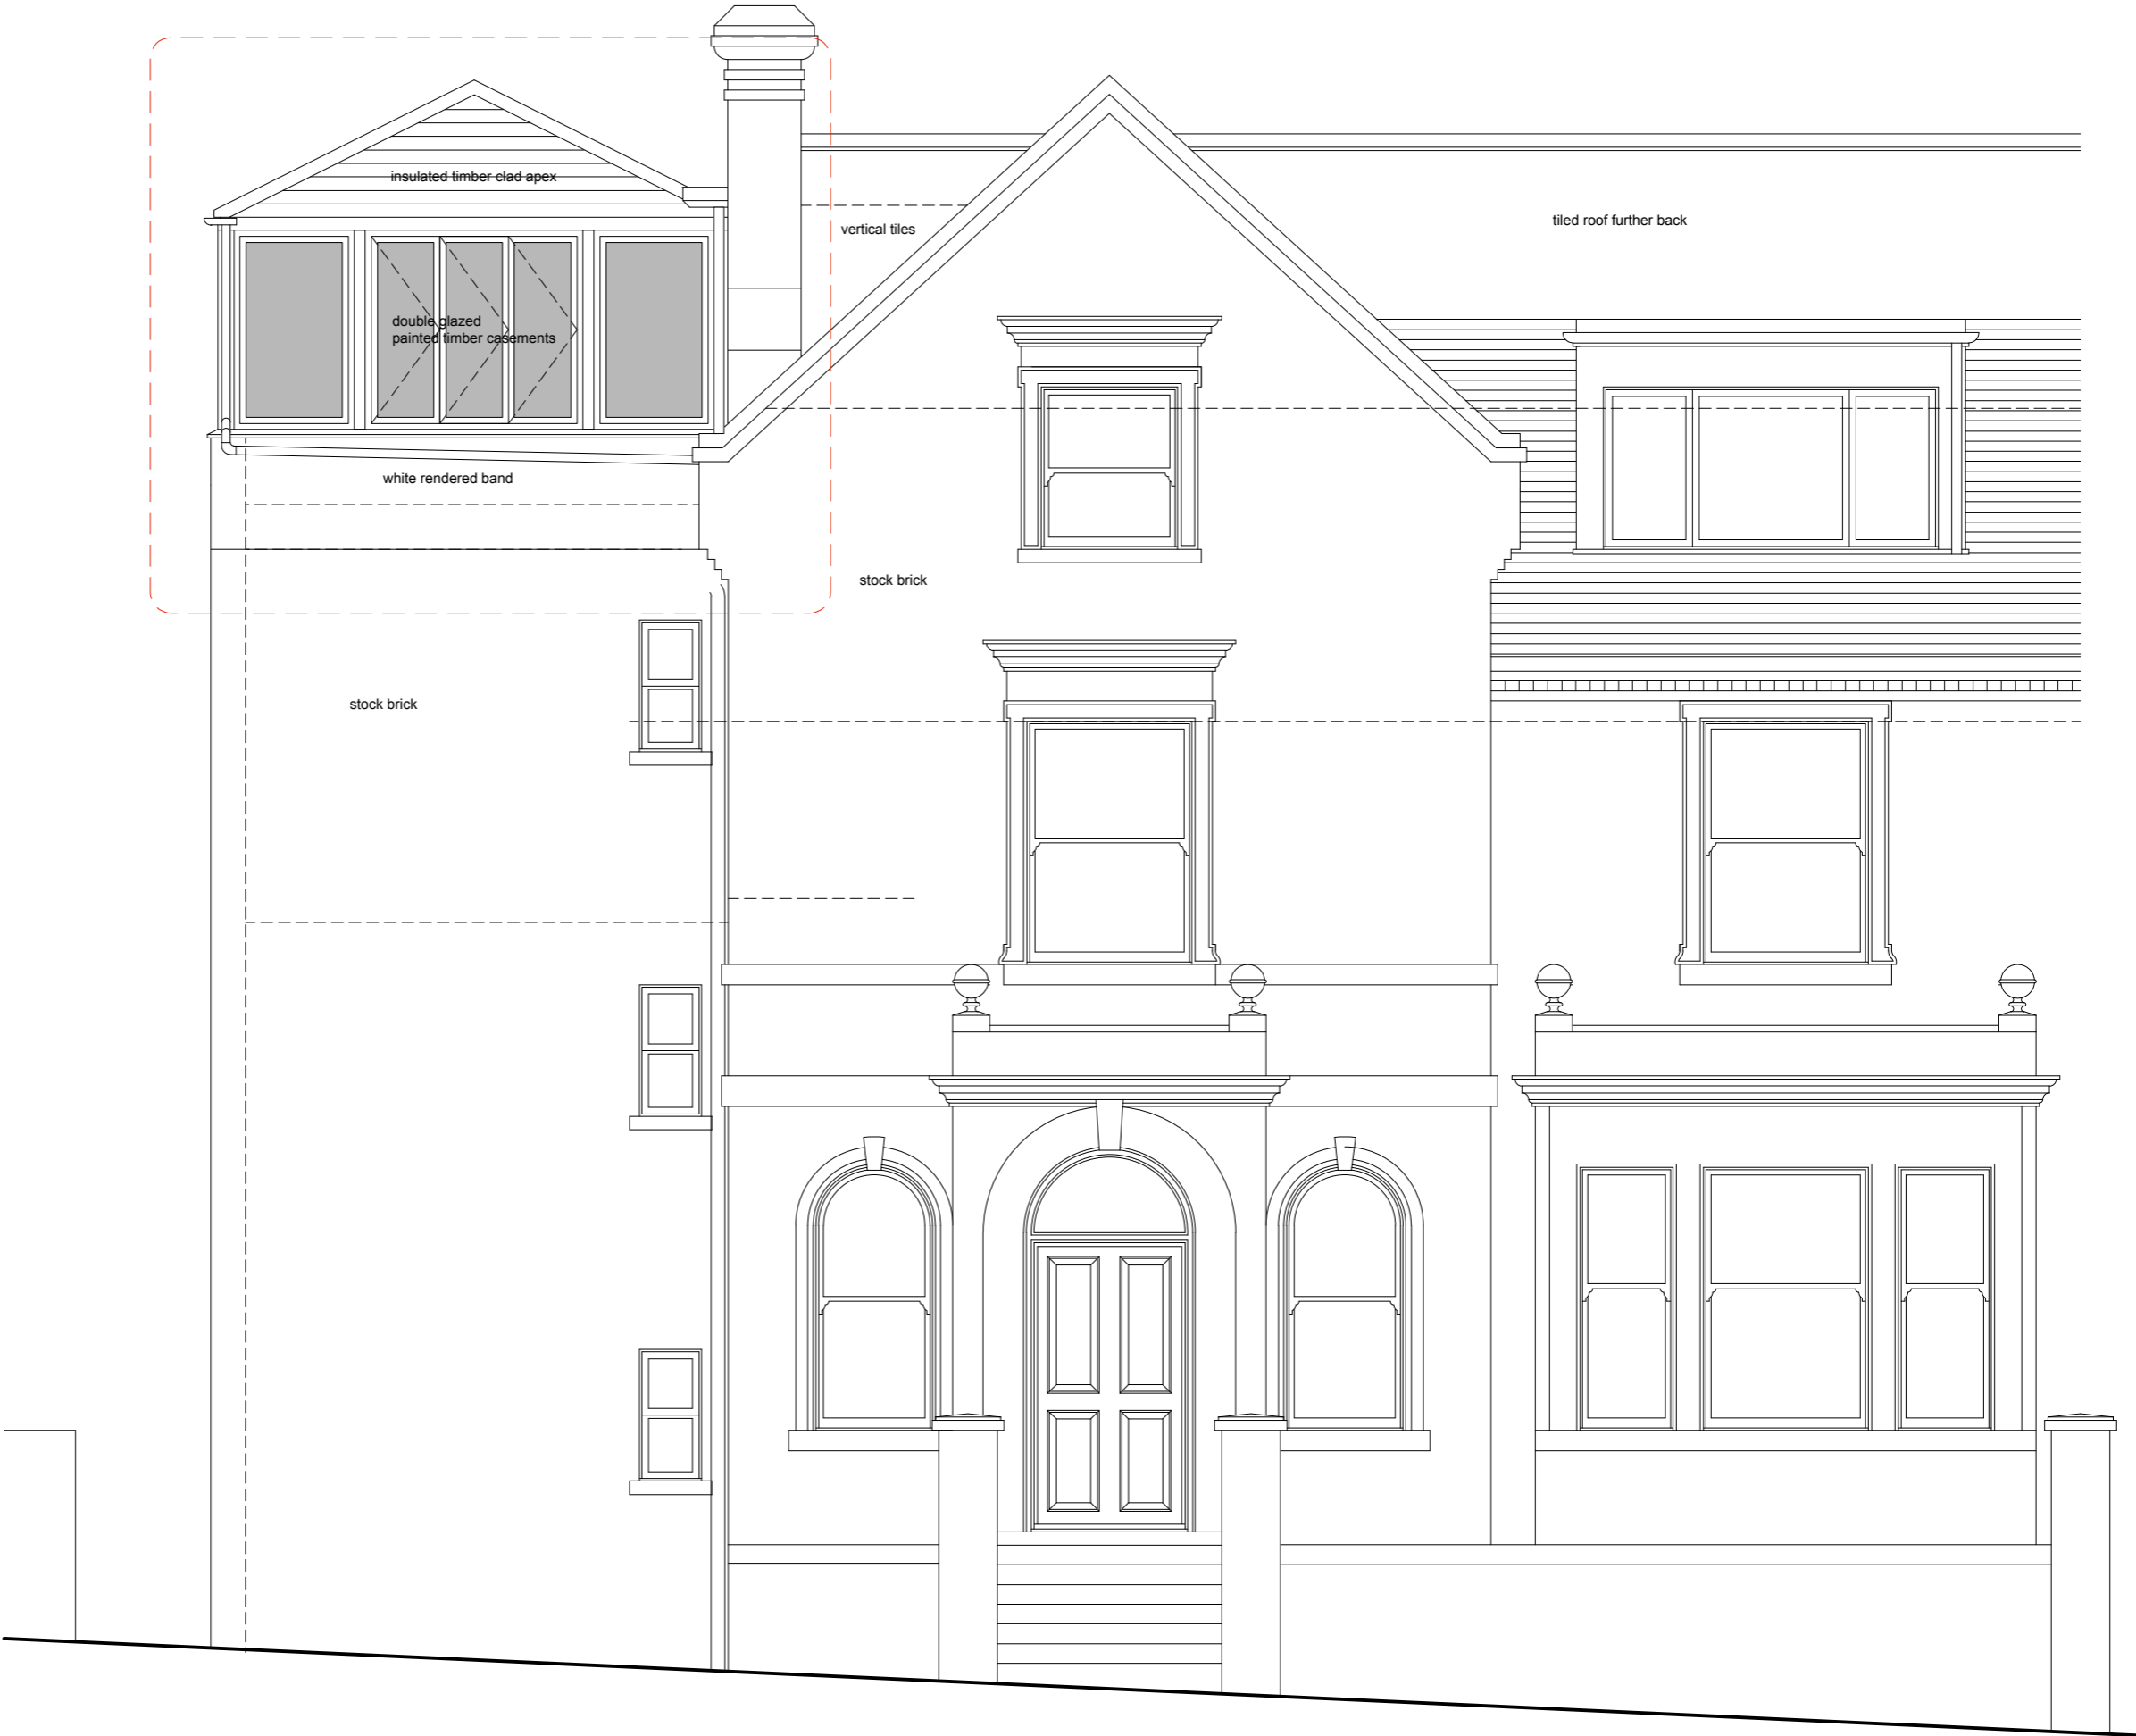 insulated timber clad apex
vertical tiles
tiled roof further back
double glazed
painted timber casements
white rendered band
stock brick
stock brick